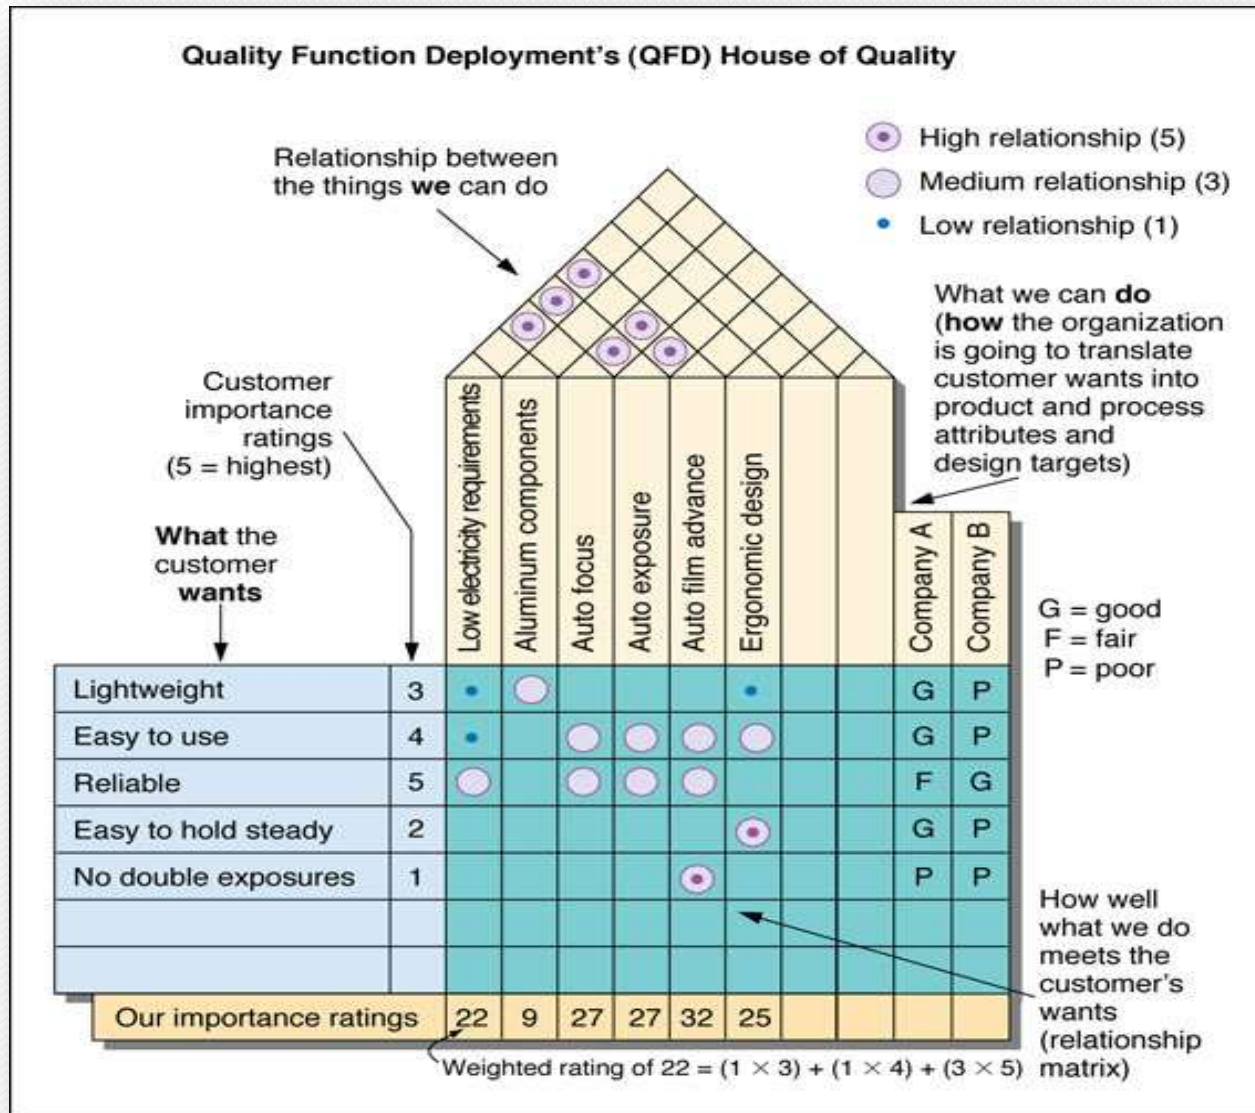 Quality Function Deployment's (QFD) House of Quality
High relationship (5)
Medium relationship (3)
Low relationship (1)
Relationship between
the things we can do
What we can do
(how the organization
is going to translate
customer wants into
product and process
attributes and
design targets)
Customer
importance
ratings
(5 = highest)
What the
customer
wants
Low electricity requirements
Aluminum components
Auto focus
Auto exposure
Auto film advance
Ergonomic design
Company A
Company B
G = good
F = fair
P = poor
Lightweight 3 G P
Easy to use 4 G P
Reliable 5 F G
Easy to hold steady 2 G P
No double exposures 1 P P
How well
what we do
meets the
customer's
wants
(relationship
matrix)
Our importance ratings 22 9 27 27 32 25
Weighted rating of 22 = (1 × 3) + (1 × 4) + (3 × 5)